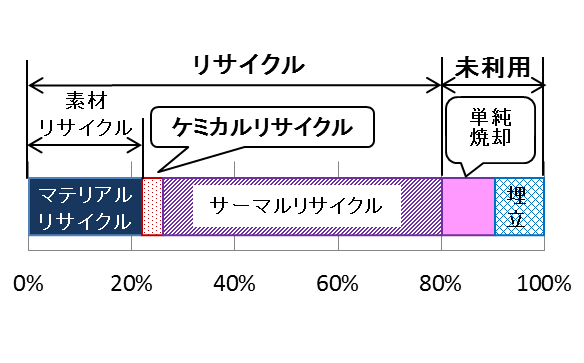 リサイクル
未利用
素材
リサイクル
ケミカルリサイクル
単純
焼却
マテリアル
リサイクル
サーマルリサイクル
埋
立
0%
20%
40%
60%
80%
100%